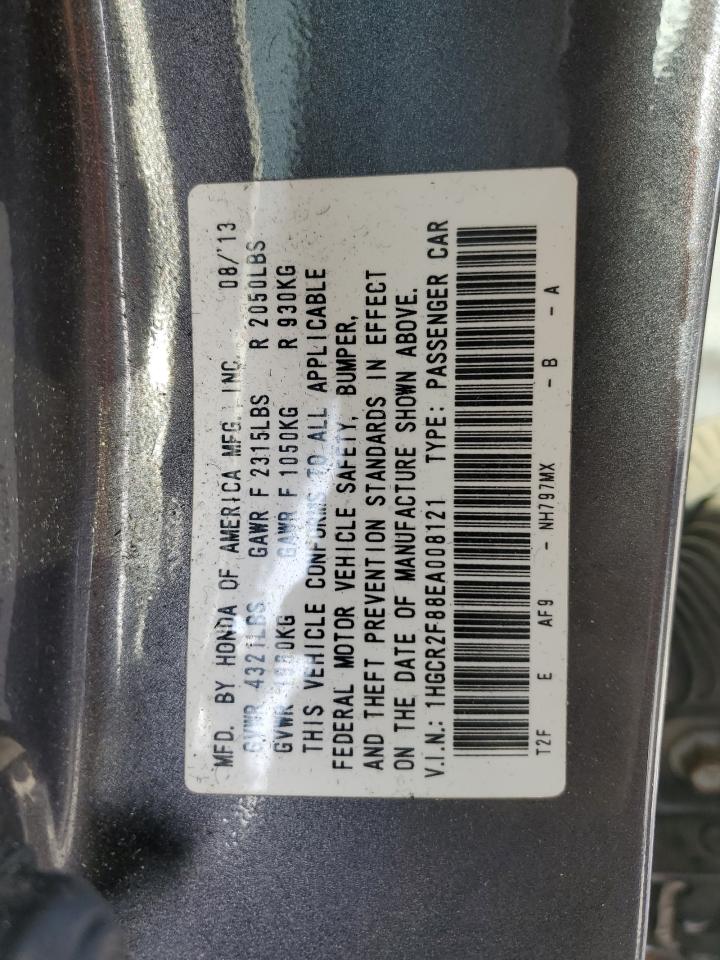 MFD. BY HONDA OF AMERICA MFG. INC. 08/'13
GVWR 4321LBS GAWR F 2315LBS R 2050LBS
GVWR 1960KG GAWR F 1050KG R 930KG
THIS VEHICLE CONFORMS TO ALL APPLICABLE
FEDERAL MOTOR VEHICLE SAFETY, BUMPER,
AND THEFT PREVENTION STANDARDS IN EFFECT
ON THE DATE OF MANUFACTURE SHOWN ABOVE.
V.I.N.: 1HGCR2F88EA008121 TYPE: PASSENGER CAR
T2F E AF9 - NH797MX - B - A